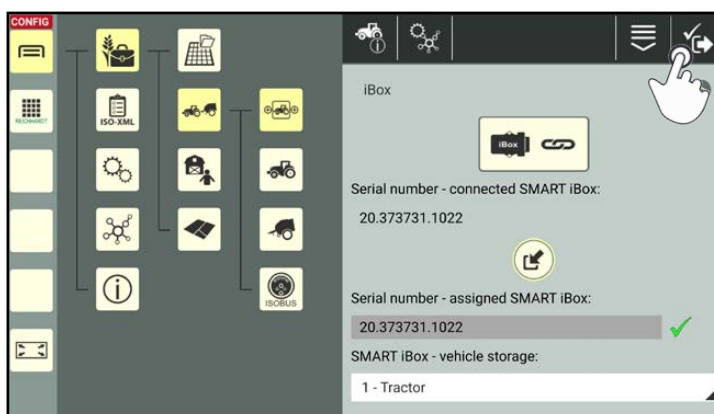 CONFIG
REICHHARDT
ISO-XML
ISOBUS
iBox
iBox
Serial number - connected SMART iBox:
20.373731.1022
Serial number - assigned SMART iBox:
20.373731.1022
SMART iBox - vehicle storage:
1 - Tractor